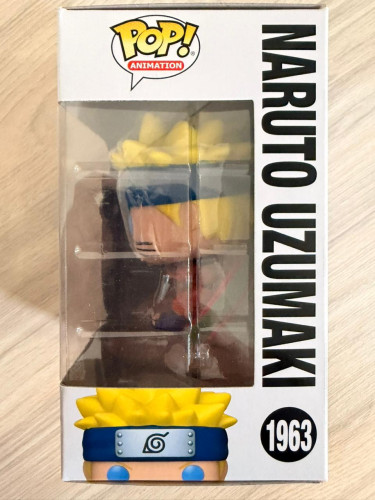 POP!
ANIMATION
NARUTO UZUMAKI
1963